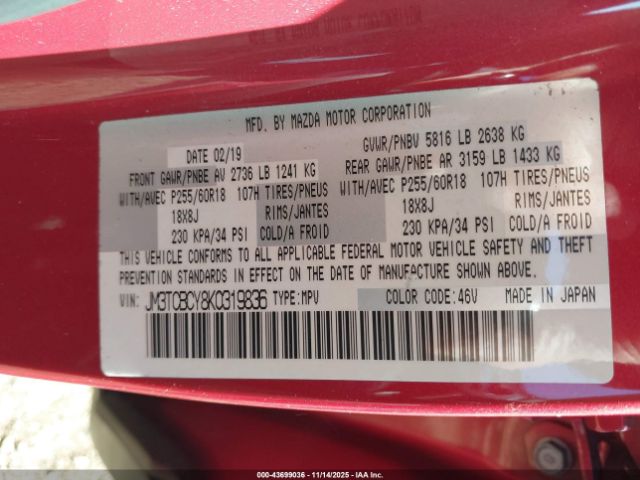 MFD. BY MAZDA MOTOR CORPORATION
DATE 02/19 GVWR/PNBV 5816 LB 2638 KG
FRONT GAWR/PNBE AV 2736 LB 1241 KG REAR GAWR/PNBE AR 3159 LB 1433 KG
WITH/AVEC P255/60R18 107H TIRES/PNEUS WITH/AVEC P255/60R18 107H TIRES/PNEUS
18X8J RIMS/JANTES 18X8J RIMS/JANTES
230 KPA/34 PSI COLD/A FROID 230 KPA/34 PSI COLD/A FROID
THIS VEHICLE CONFORMS TO ALL APPLICABLE FEDERAL MOTOR VEHICLE SAFETY AND THEFT
PREVENTION STANDARDS IN EFFECT ON THE DATE OF MANUFACTURE SHOWN ABOVE.
VIN: JM3TCBCY8K0319836 TYPE:MPV COLOR CODE:46V MADE IN JAPAN
000-43699036 - 11/14/2025 - IAAI.com